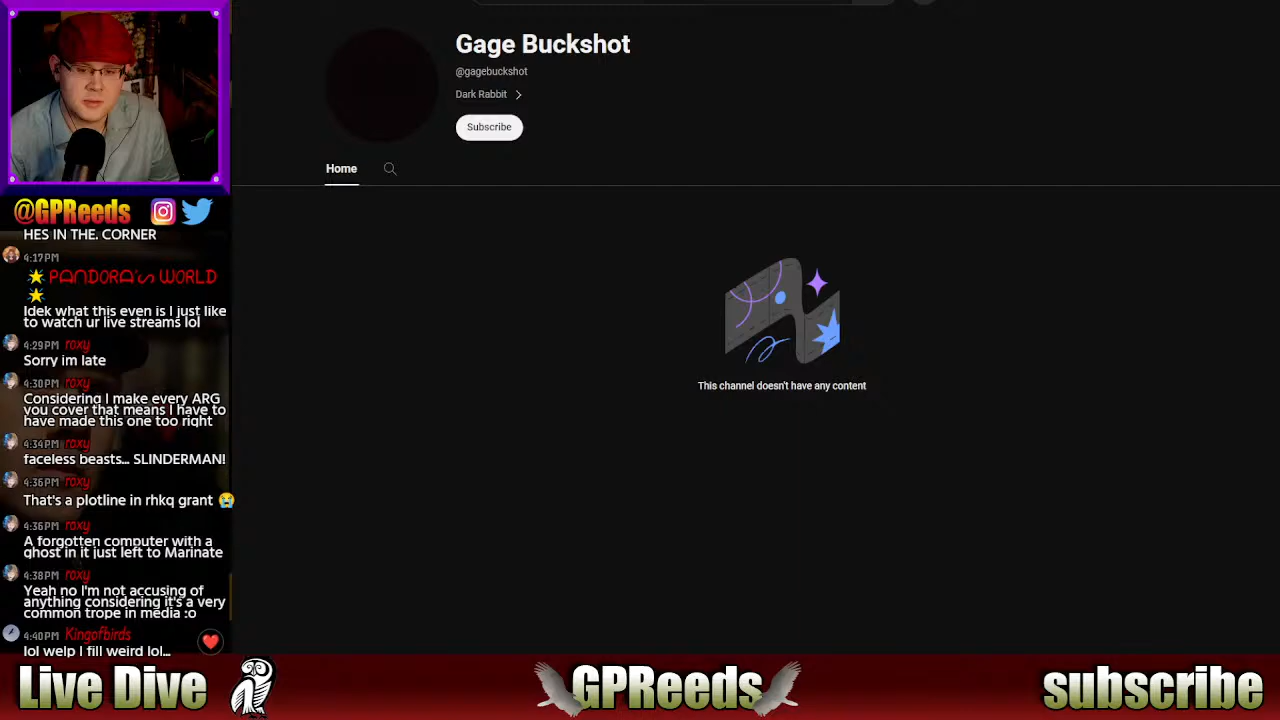 Gage Buckshot
@gagebuckshot
Dark Rabbit
Subscribe
Home
This channel doesn't have any content
@GPReeds
HES IN THE. CORNER
4:17PM
PANDORA's WORLD
Idek what this even is I just like
to watch ur live streams lol
4:29PM roxy
Sorry im late
4:30PM roxy
Considering I make every ARG
you cover that means I have to
have made this one too right
4:34PM roxy
faceless beasts... SLINDERMAN!
4:36PM roxy
That's a plotline in rhkq grant 😭
4:36PM roxy
A forgotten computer with a
ghost in it just left to Marinate
4:38PM roxy
Yeah no I'm not accusing of
anything considering it's a very
common trope in media :o
4:40PM Kingofbirds
lol welp I fill weird lol...
Live Dive
GPReeds
subscribe